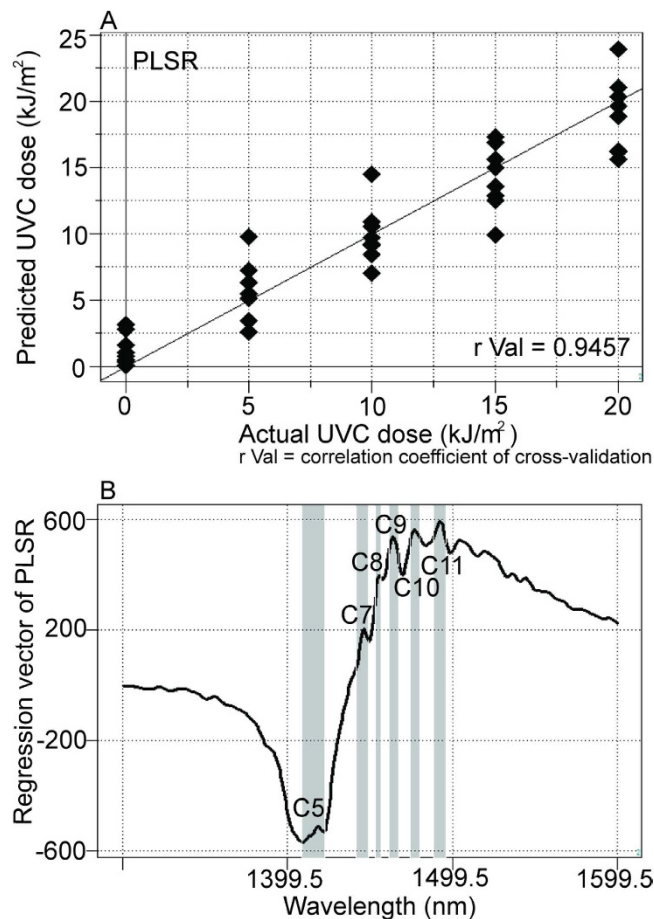 A
25
PLSR
20
15
10
5
0
Predicted UVC dose (kJ/m²)
r Val = 0.9457
0 5 10 15 20
Actual UVC dose (kJ/m²)
r Val = correlation coefficient of cross-validation
B
600
200
-200
-600
Regression vector of PLSR
C5
C7
C8
C9
C10
C11
1399.5 1499.5 1599.5
Wavelength (nm)